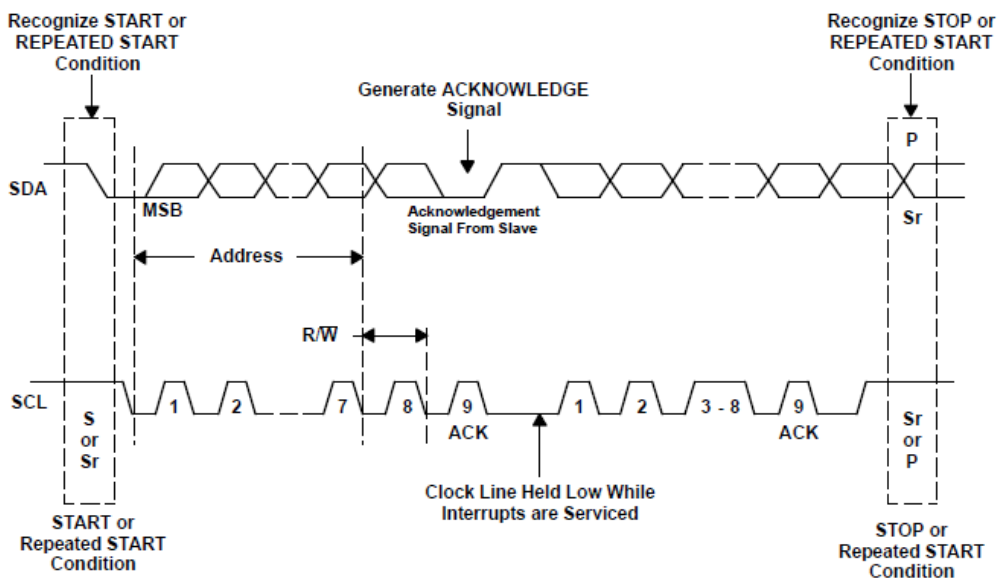 Recognize START or
REPEATED START
Condition
Recognize STOP or
REPEATED START
Condition
Generate ACKNOWLEDGE
Signal
P
SDA
MSB
Acknowledgement
Signal From Slave
Sr
Address
R/W̅
SCL
S
or
Sr
1
2
7
8
9
ACK
1
2
3 - 8
9
ACK
Sr
or
P
Clock Line Held Low While
Interrupts are Serviced
START or
Repeated START
Condition
STOP or
Repeated START
Condition